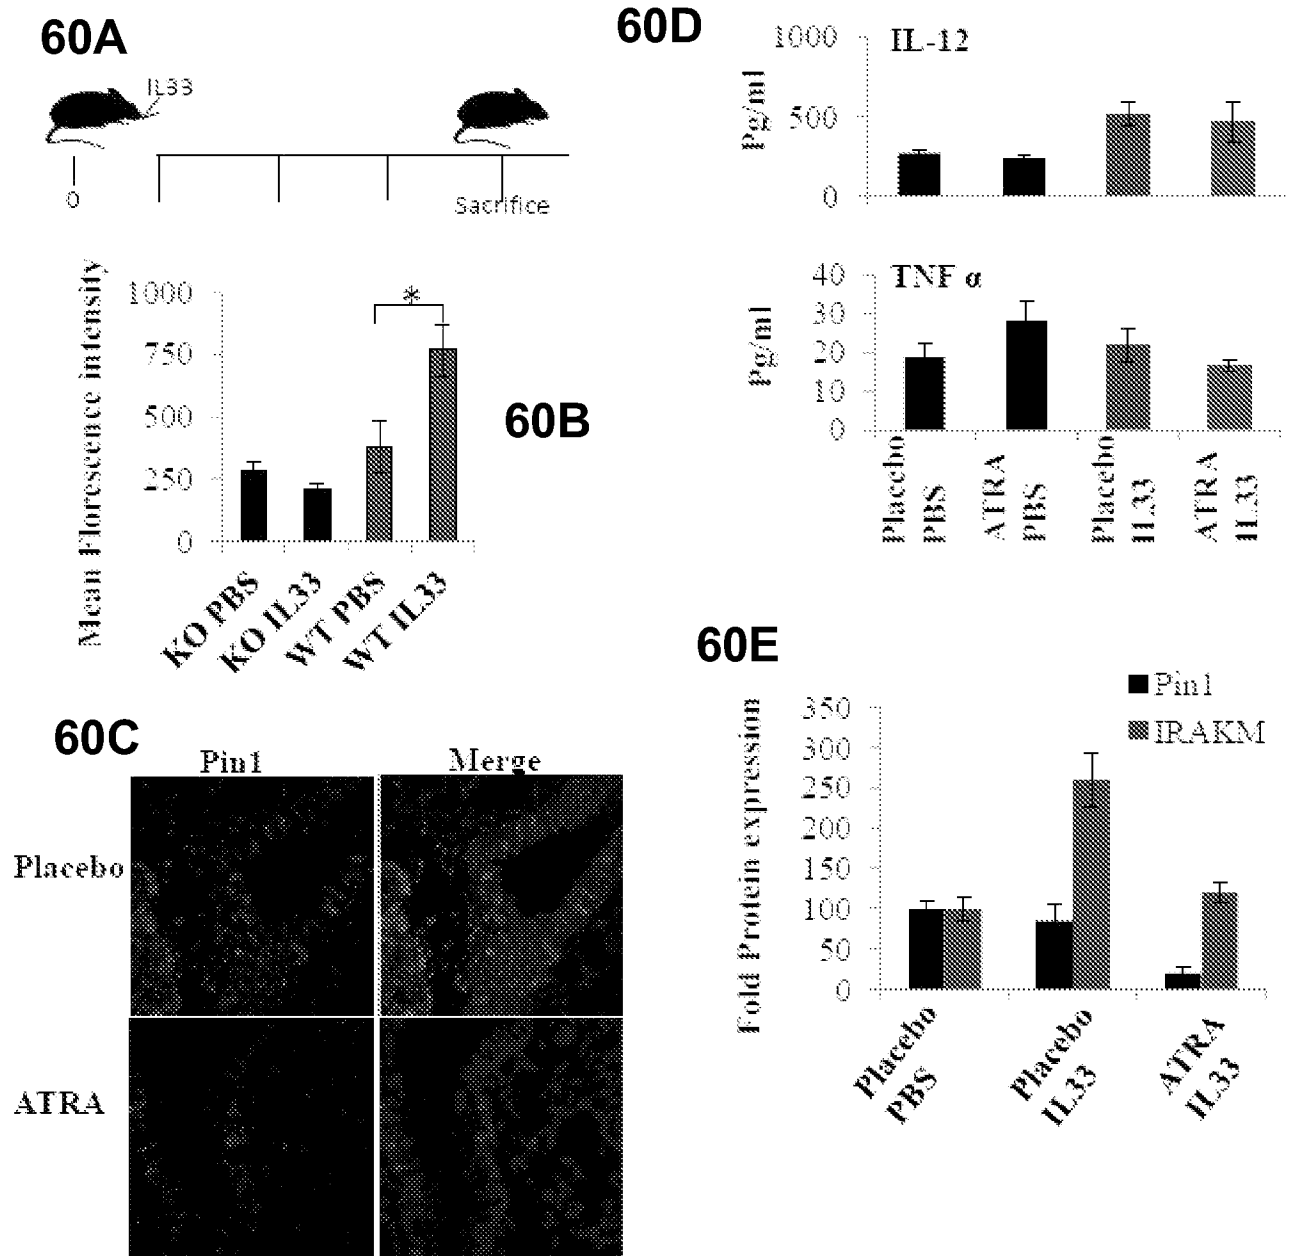 60A
IL33
0
Sacrifice
60B
Mean Florescence intensity
1000
750
500
250
0
*
KO PBS
KO IL33
WT PBS
WT IL33
60C
Pin1
Merge
Placebo
ATRA
60D
IL-12
Pg/ml
1000
500
0
TNF α
Pg/ml
40
30
20
10
0
Placebo
PBS
ATRA
PBS
Placebo
IL33
ATRA
IL33
60E
Pin1
IRAKM
Fold Protein expression
350
300
250
200
150
100
50
0
Placebo
PBS
Placebo
IL33
ATRA
IL33